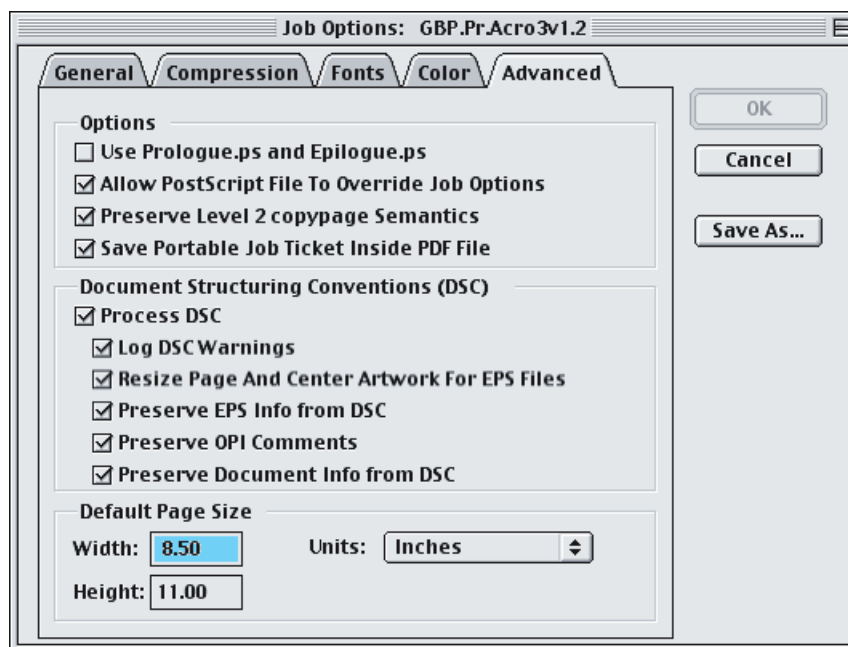 Job Options: GBP.Pr.Acro3v1.2
General Compression Fonts Color Advanced
OK
Cancel
Save As...
Options
Use Prologue.ps and Epilogue.ps
Allow PostScript File To Override Job Options
Preserve Level 2 copypage Semantics
Save Portable Job Ticket Inside PDF File
Document Structuring Conventions (DSC)
Process DSC
Log DSC Warnings
Resize Page And Center Artwork For EPS Files
Preserve EPS Info from DSC
Preserve OPI Comments
Preserve Document Info from DSC
Default Page Size
Width: 8.50 Units: Inches
Height: 11.00